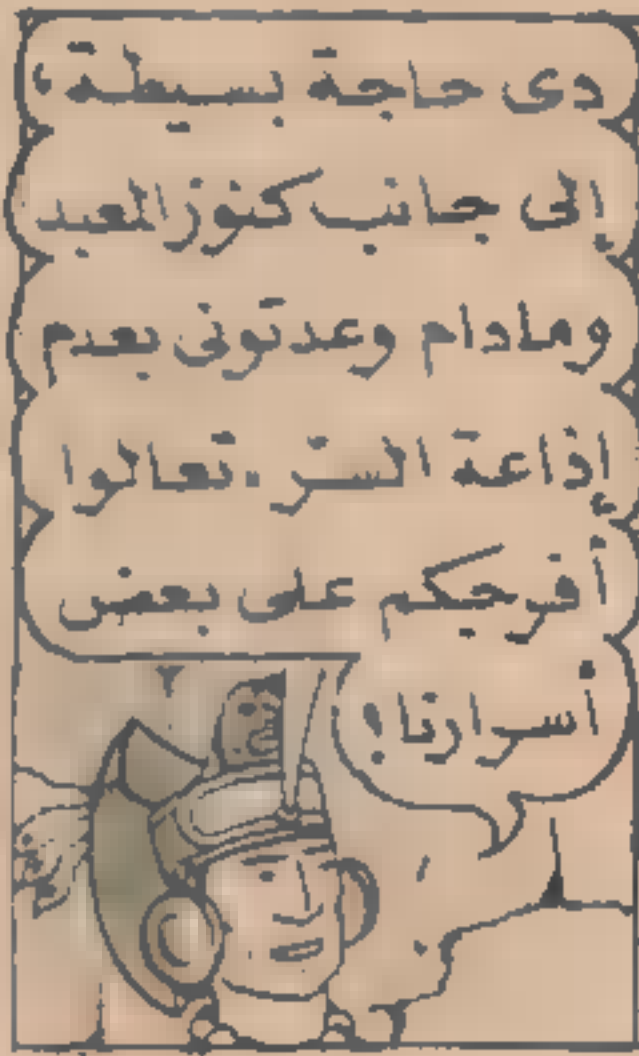 دى حاجة بسيطة،
إلى جانب كنوز المعبد
ومادام وعدتونى بعدم
إذاعة السر . تعالوا
أفرجكم على بعض
أسرارنا !